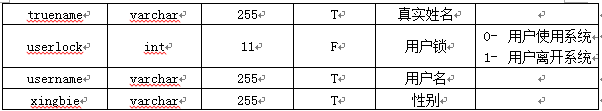 truename varchar 255 T 真实姓名
userlock int 11 F 用户锁 0- 用户使用系统
1- 用户离开系统
username varchar 255 T 用户名
xingbie varchar 255 T 性别